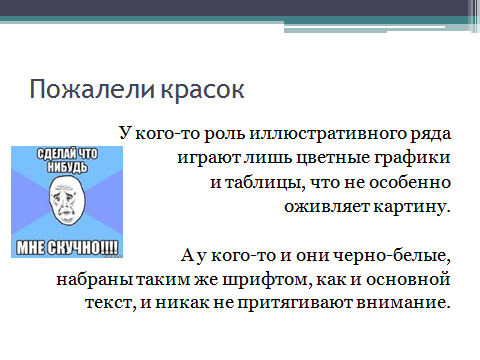 Пожалели красок
У кого-то роль иллюстративного ряда
играют лишь цветные графики
и таблицы, что не особенно
оживляет картину.
СДЕЛАЙ ЧТО
НИБУДЬ
МНЕ СКУЧНО!!!!
А у кого-то и они черно-белые,
набраны таким же шрифтом, как и основной
текст, и никак не притягивают внимание.